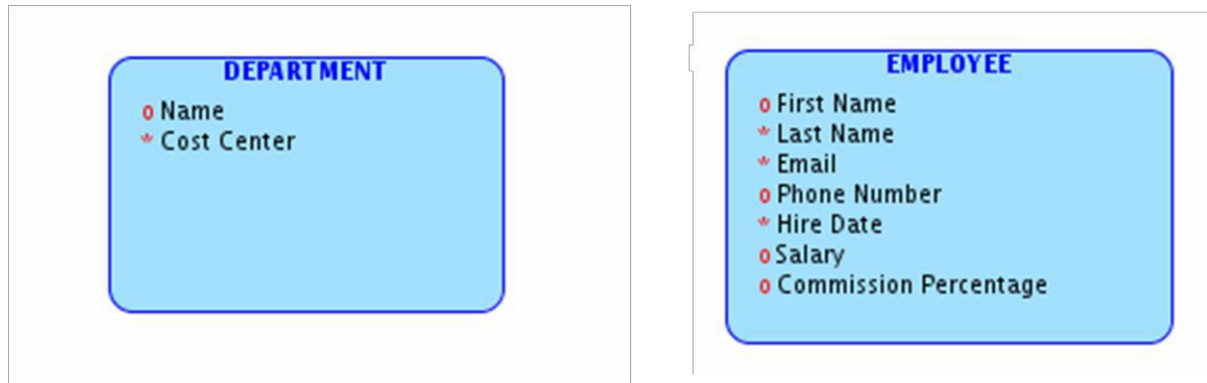 DEPARTMENT
o Name
* Cost Center
EMPLOYEE
o First Name
* Last Name
* Email
o Phone Number
* Hire Date
o Salary
o Commission Percentage